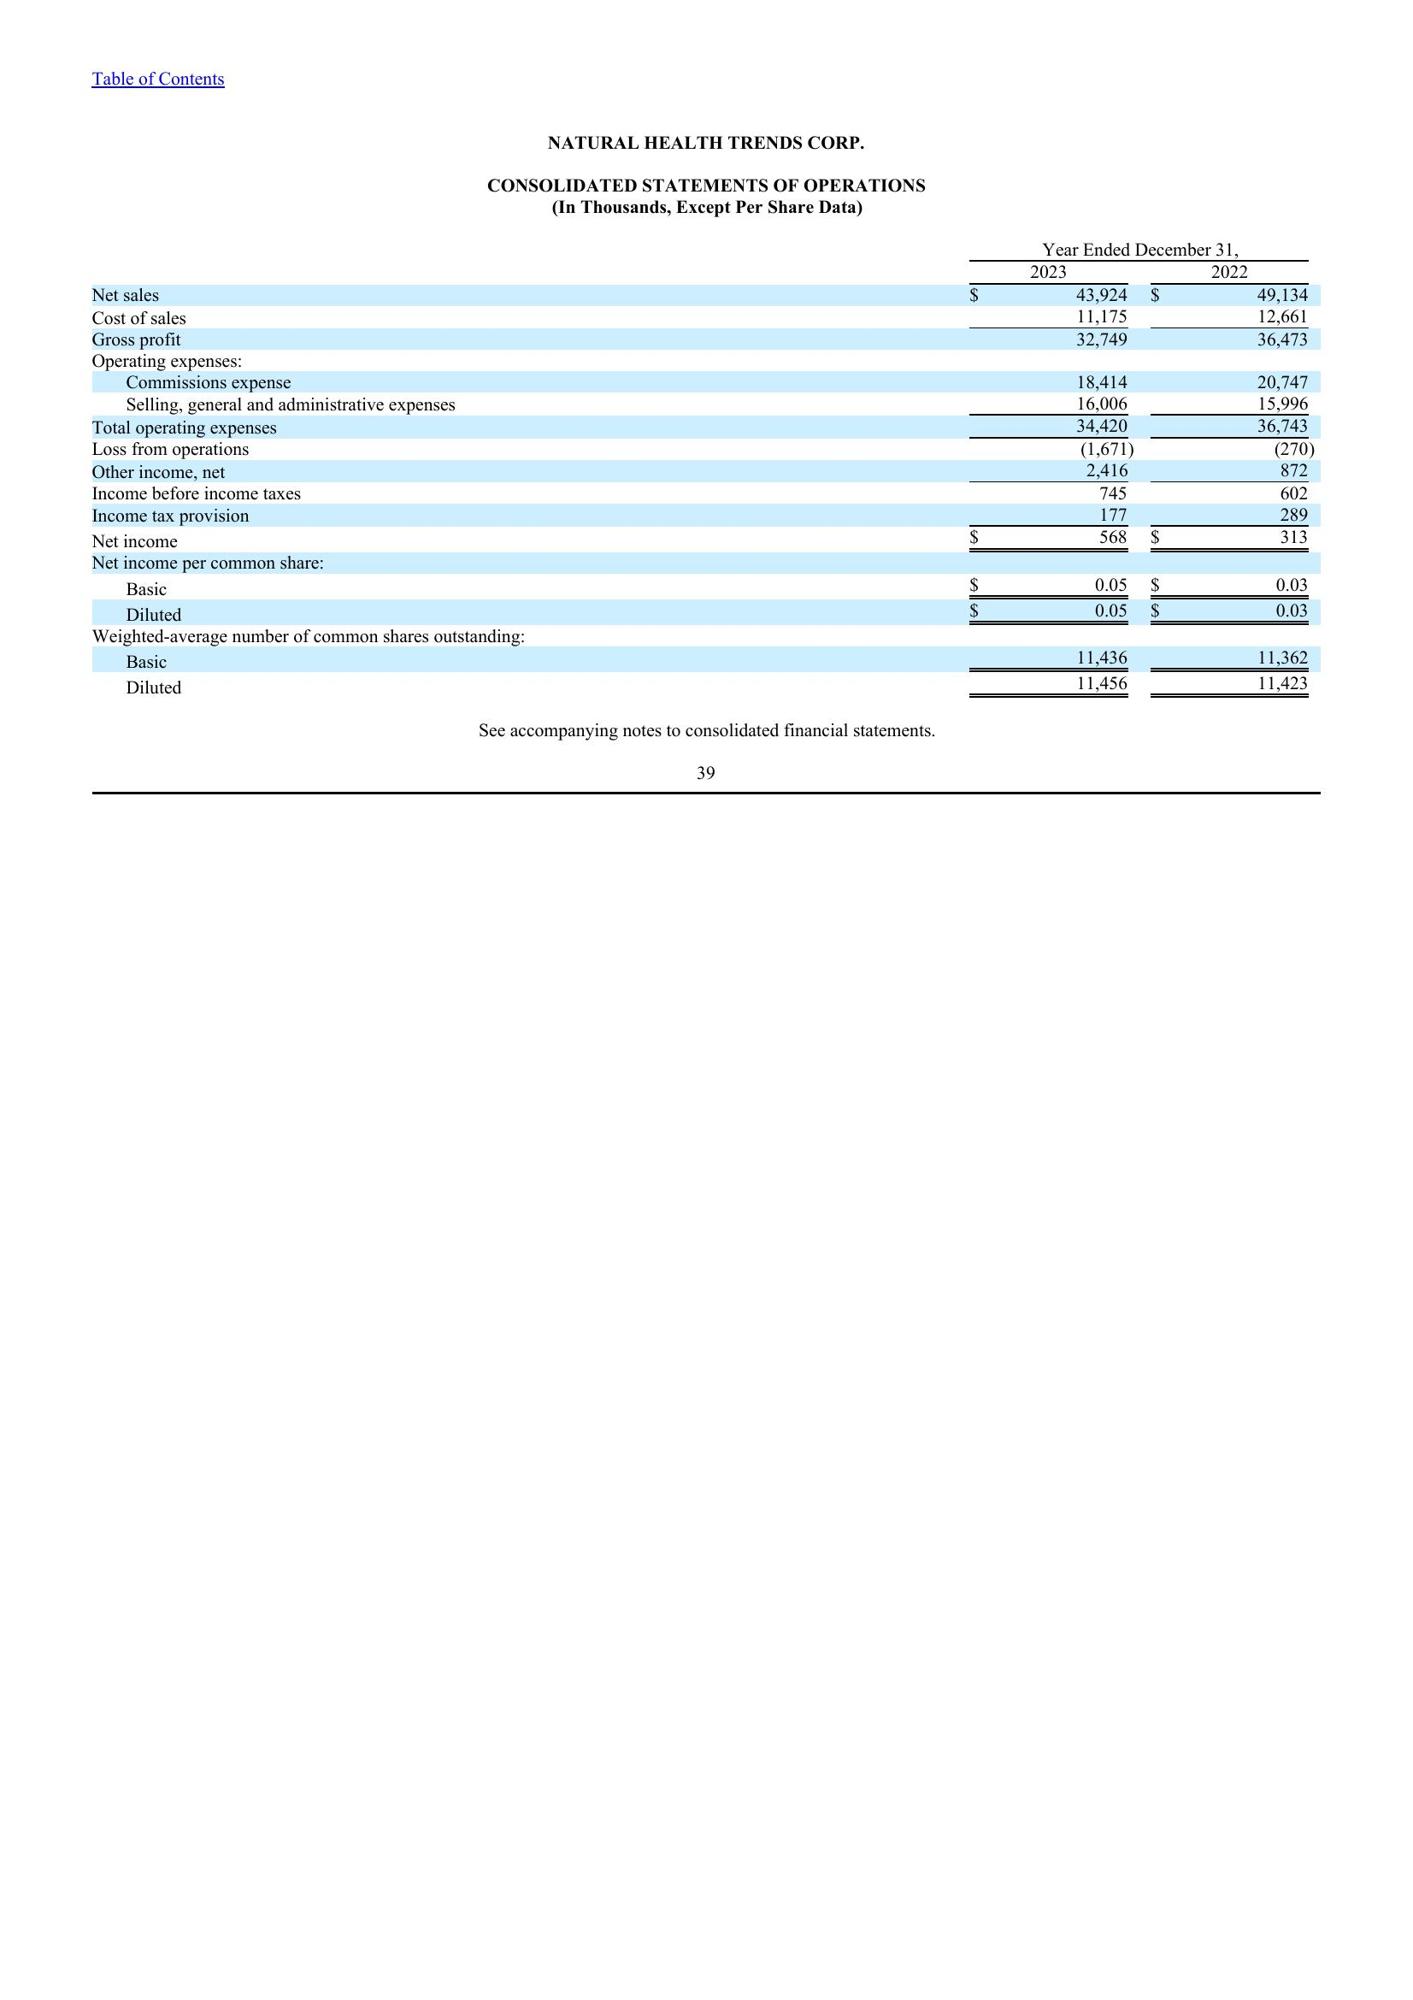 Table of Contents
NATURAL HEALTH TRENDS CORP.
CONSOLIDATED STATEMENTS OF OPERATIONS
(In Thousands, Except Per Share Data)
Year Ended December 31,
2023 2022
Net sales $ 43,924 $ 49,134
Cost of sales 11,175 12,661
Gross profit 32,749 36,473
Operating expenses:
Commissions expense 18,414 20,747
Selling, general and administrative expenses 16,006 15,996
Total operating expenses 34,420 36,743
Loss from operations (1,671) (270)
Other income, net 2,416 872
Income before income taxes 745 602
Income tax provision 177 289
Net income $ 568 $ 313
Net income per common share:
Basic $ 0.05 $ 0.03
Diluted $ 0.05 $ 0.03
Weighted-average number of common shares outstanding:
Basic 11,436 11,362
Diluted 11,456 11,423
See accompanying notes to consolidated financial statements.
39